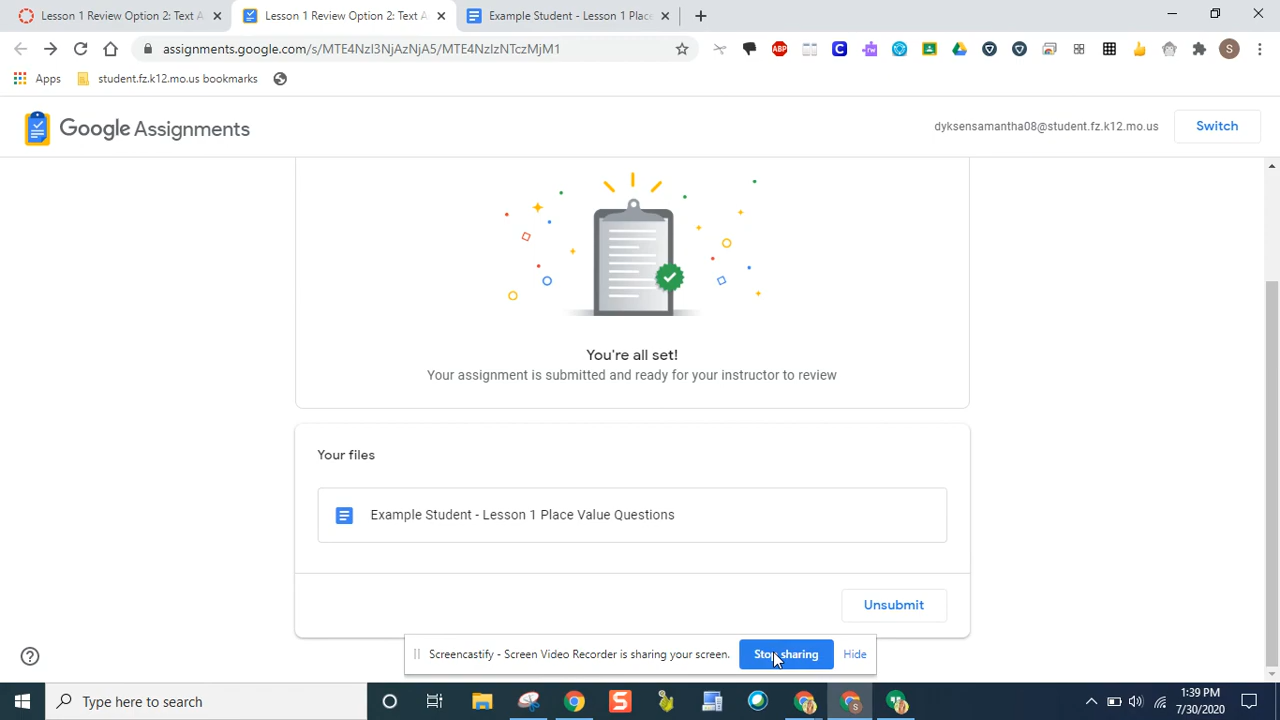 Lesson 1 Review Option 2: Text A
Lesson 1 Review Option 2: Text A
Example Student - Lesson 1 Place
assignments.google.com/s/MTE4NzI3NjAzNjA5/MTE4NzIzNTczMjM1
Apps
student.fz.k12.mo.us bookmarks
Google Assignments
dyksensamantha08@student.fz.k12.mo.us
Switch
You're all set!
Your assignment is submitted and ready for your instructor to review
Your files
Example Student - Lesson 1 Place Value Questions
Unsubmit
Screencastify - Screen Video Recorder is sharing your screen.
Stop sharing
Hide
Type here to search
1:39 PM
7/30/2020